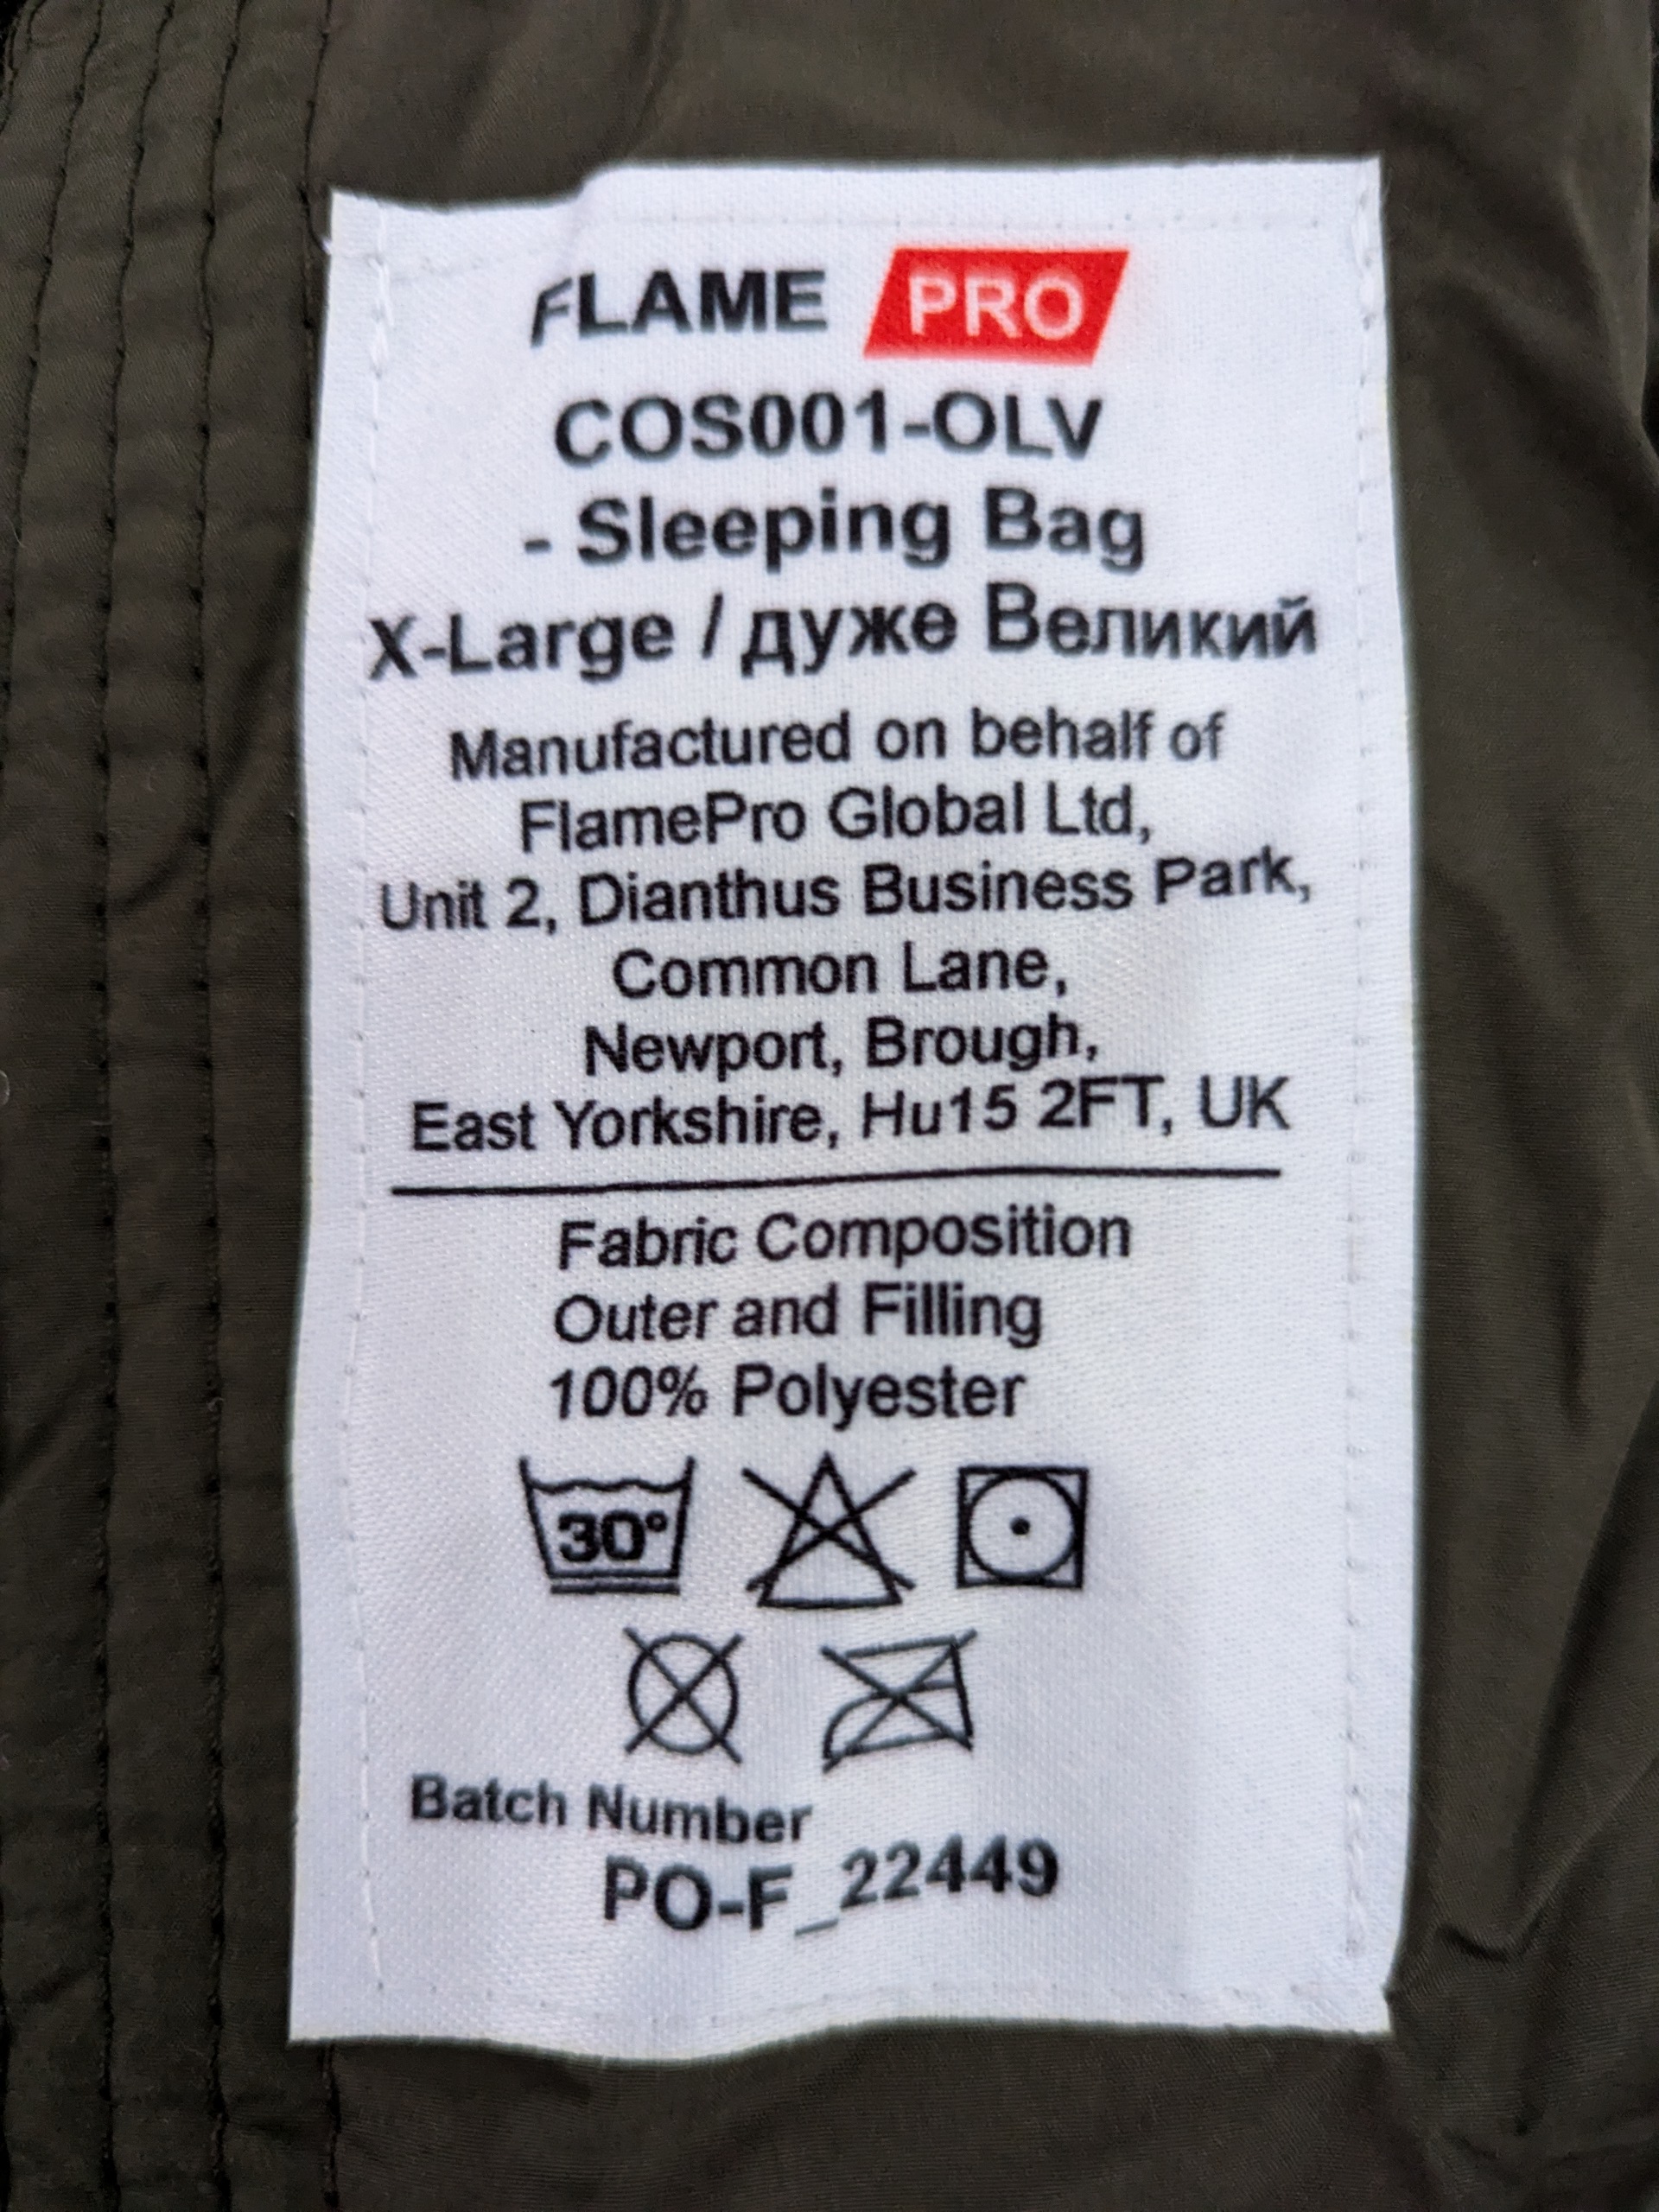 FLAME PRO
COS001-OLV
- Sleeping Bag
X-Large / дуже Великий
Manufactured on behalf of
FlamePro Global Ltd,
Unit 2, Dianthus Business Park,
Common Lane,
Newport, Brough,
East Yorkshire, Hu15 2FT, UK
Fabric Composition
Outer and Filling
100% Polyester
30°
Batch Number
PO-F_22449